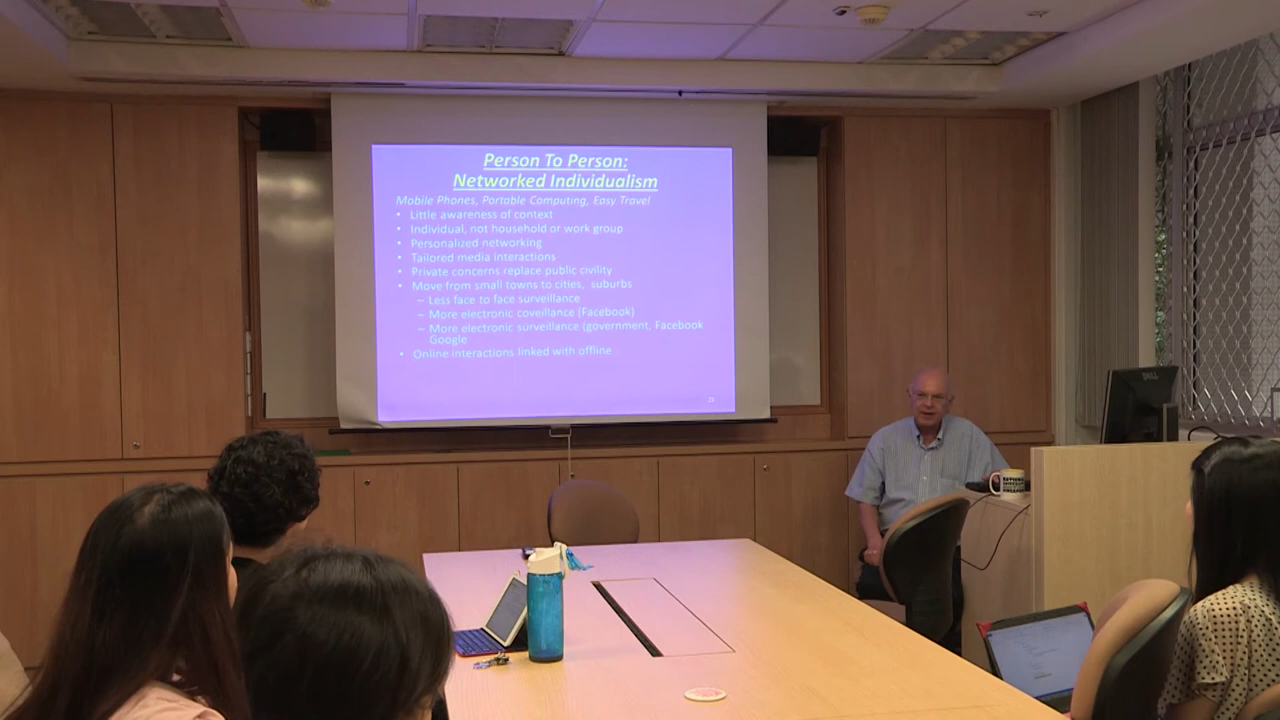 Person To Person:
Networked Individualism
Mobile Phones, Portable Computing, Easy Travel
• Little awareness of context
• Individual, not household or work group
• Personalized networking
• Tailored media interactions
• Private concerns replace public civility
• Move from small towns to cities, suburbs
– Less face to face surveillance
– More electronic coveillance (Facebook)
– More electronic surveillance (government, Facebook
Google
• Online interactions linked with offline
DELL